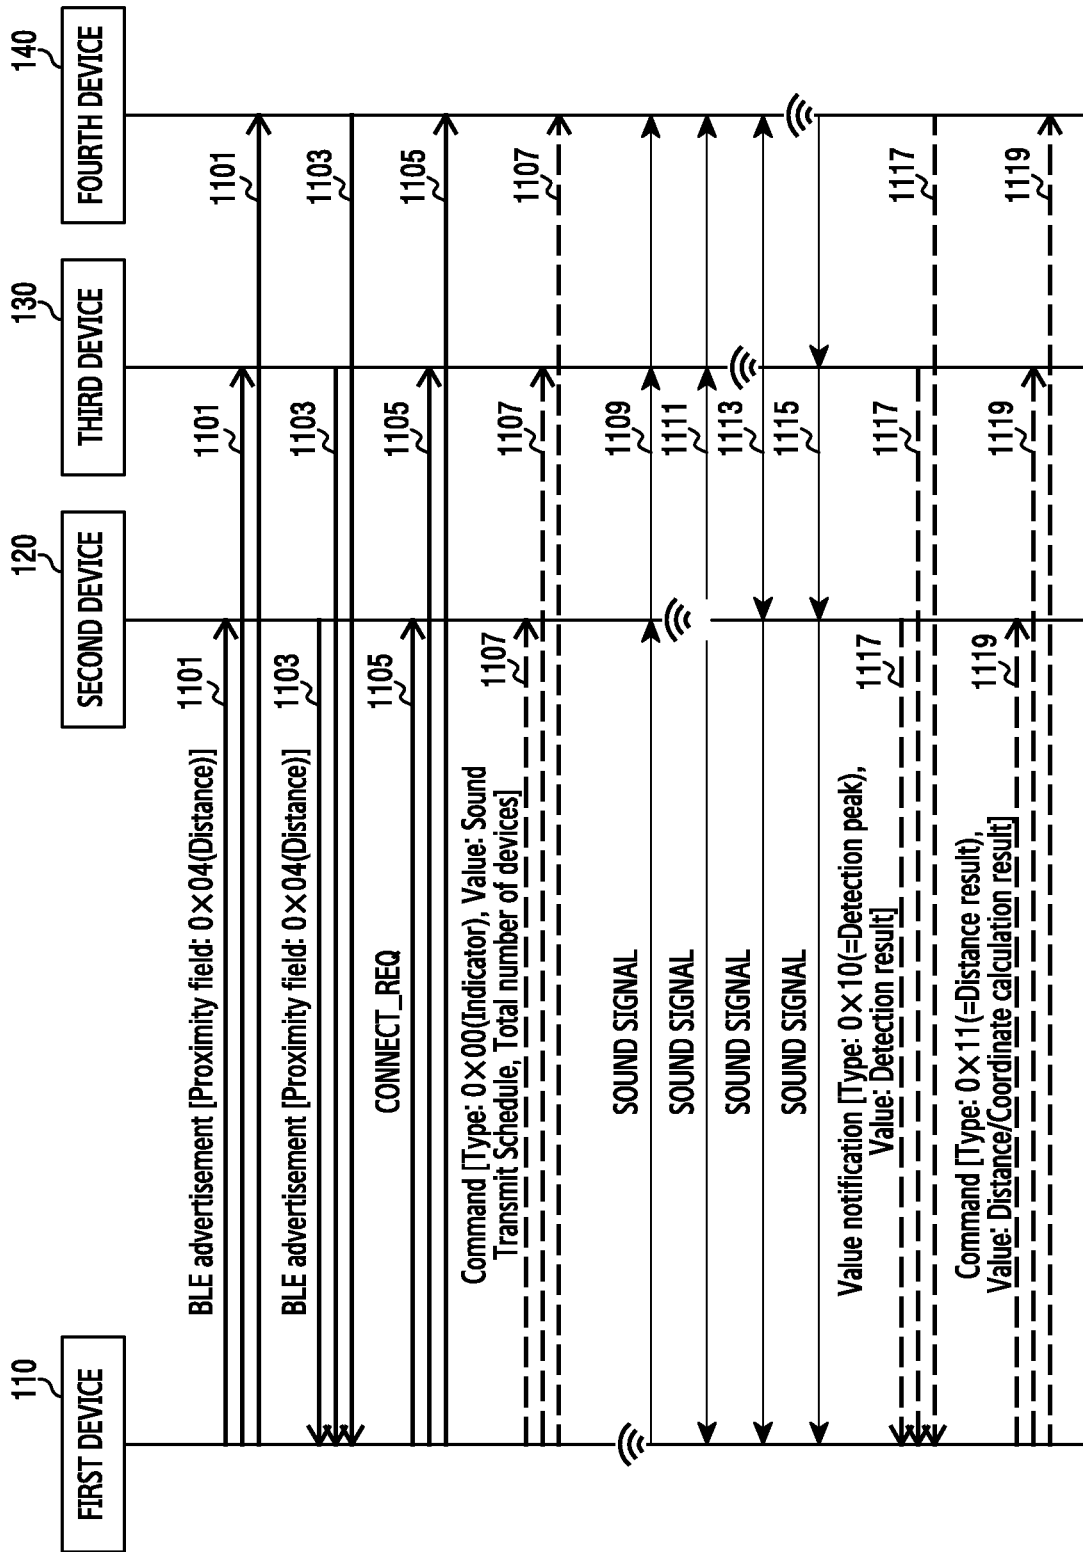 110
FIRST DEVICE
120
SECOND DEVICE
130
THIRD DEVICE
140
FOURTH DEVICE
BLE advertisement [Proximity field: 0×04(Distance)]
1101
1101
1101
BLE advertisement [Proximity field: 0×04(Distance)]
1103
1103
1103
CONNECT_REQ
1105
1105
1105
Command [Type: 0×00(Indicator), Value: Sound
Transmit Schedule, Total number of devices]
1107
1107
1107
SOUND SIGNAL
1109
SOUND SIGNAL
1111
SOUND SIGNAL
1113
SOUND SIGNAL
1115
Value notification [Type: 0×10(=Detection peak),
Value: Detection result]
1117
1117
1117
Command [Type: 0×11(=Distance result),
Value: Distance/Coordinate calculation result]
1119
1119
1119